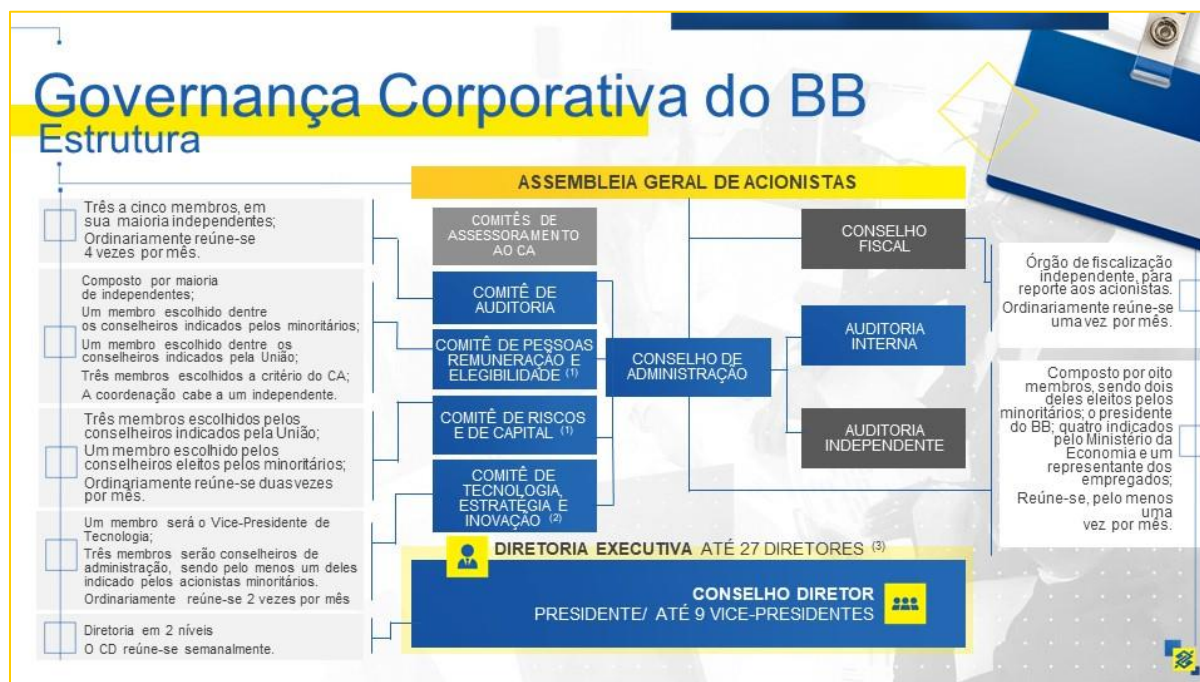 Governança Corporativa do BB
Estrutura
ASSEMBLEIA GERAL DE ACIONISTAS
Três a cinco membros, em
sua maioria independentes;
Ordinariamente reúne-se
4 vezes por mês.
Composto por maioria
de independentes;
Um membro escolhido dentre
os conselheiros indicados pelos minoritários;
Um membro escolhido dentre os
conselheiros indicados pela União;
Três membros escolhidos a critério do CA;
A coordenação cabe a um independente.
Três membros escolhidos pelos
conselheiros indicados pela União;
Um membro escolhido pelos
conselheiros eleitos pelos minoritários;
Ordinariamente reúne-se duas vezes
por mês.
Um membro será o Vice-Presidente de
Tecnologia;
Três membros serão conselheiros de
administração, sendo pelo menos um deles
indicado pelos acionistas minoritários.
Ordinariamente reúne-se 2 vezes por mês
Diretoria em 2 níveis
O CD reúne-se semanalmente.
COMITÊS DE
ASSESSORAMENTO
AO CA
COMITÊ DE
AUDITORIA
COMITÊ DE PESSOAS
REMUNERAÇÃO E
ELEGIBILIDADE (1)
COMITÊ DE RISCOS
E DE CAPITAL (1)
COMITÊ DE
TECNOLOGIA,
ESTRATÉGIA E
INOVAÇÃO (2)
CONSELHO DE
ADMINISTRAÇÃO
CONSELHO
FISCAL
AUDITORIA
INTERNA
AUDITORIA
INDEPENDENTE
Órgão de fiscalização
independente, para
reporte aos acionistas.
Ordinariamente reúne-se
uma vez por mês.
Composto por oito
membros, sendo dois
deles eleitos pelos
minoritários; o presidente
do BB; quatro indicados
pelo Ministério da
Economia e um
representante dos
empregados;
Reúne-se, pelo menos
uma
vez por mês.
DIRETORIA EXECUTIVA ATÉ 27 DIRETORES (3)
CONSELHO DIRETOR
PRESIDENTE/ ATÉ 9 VICE-PRESIDENTES